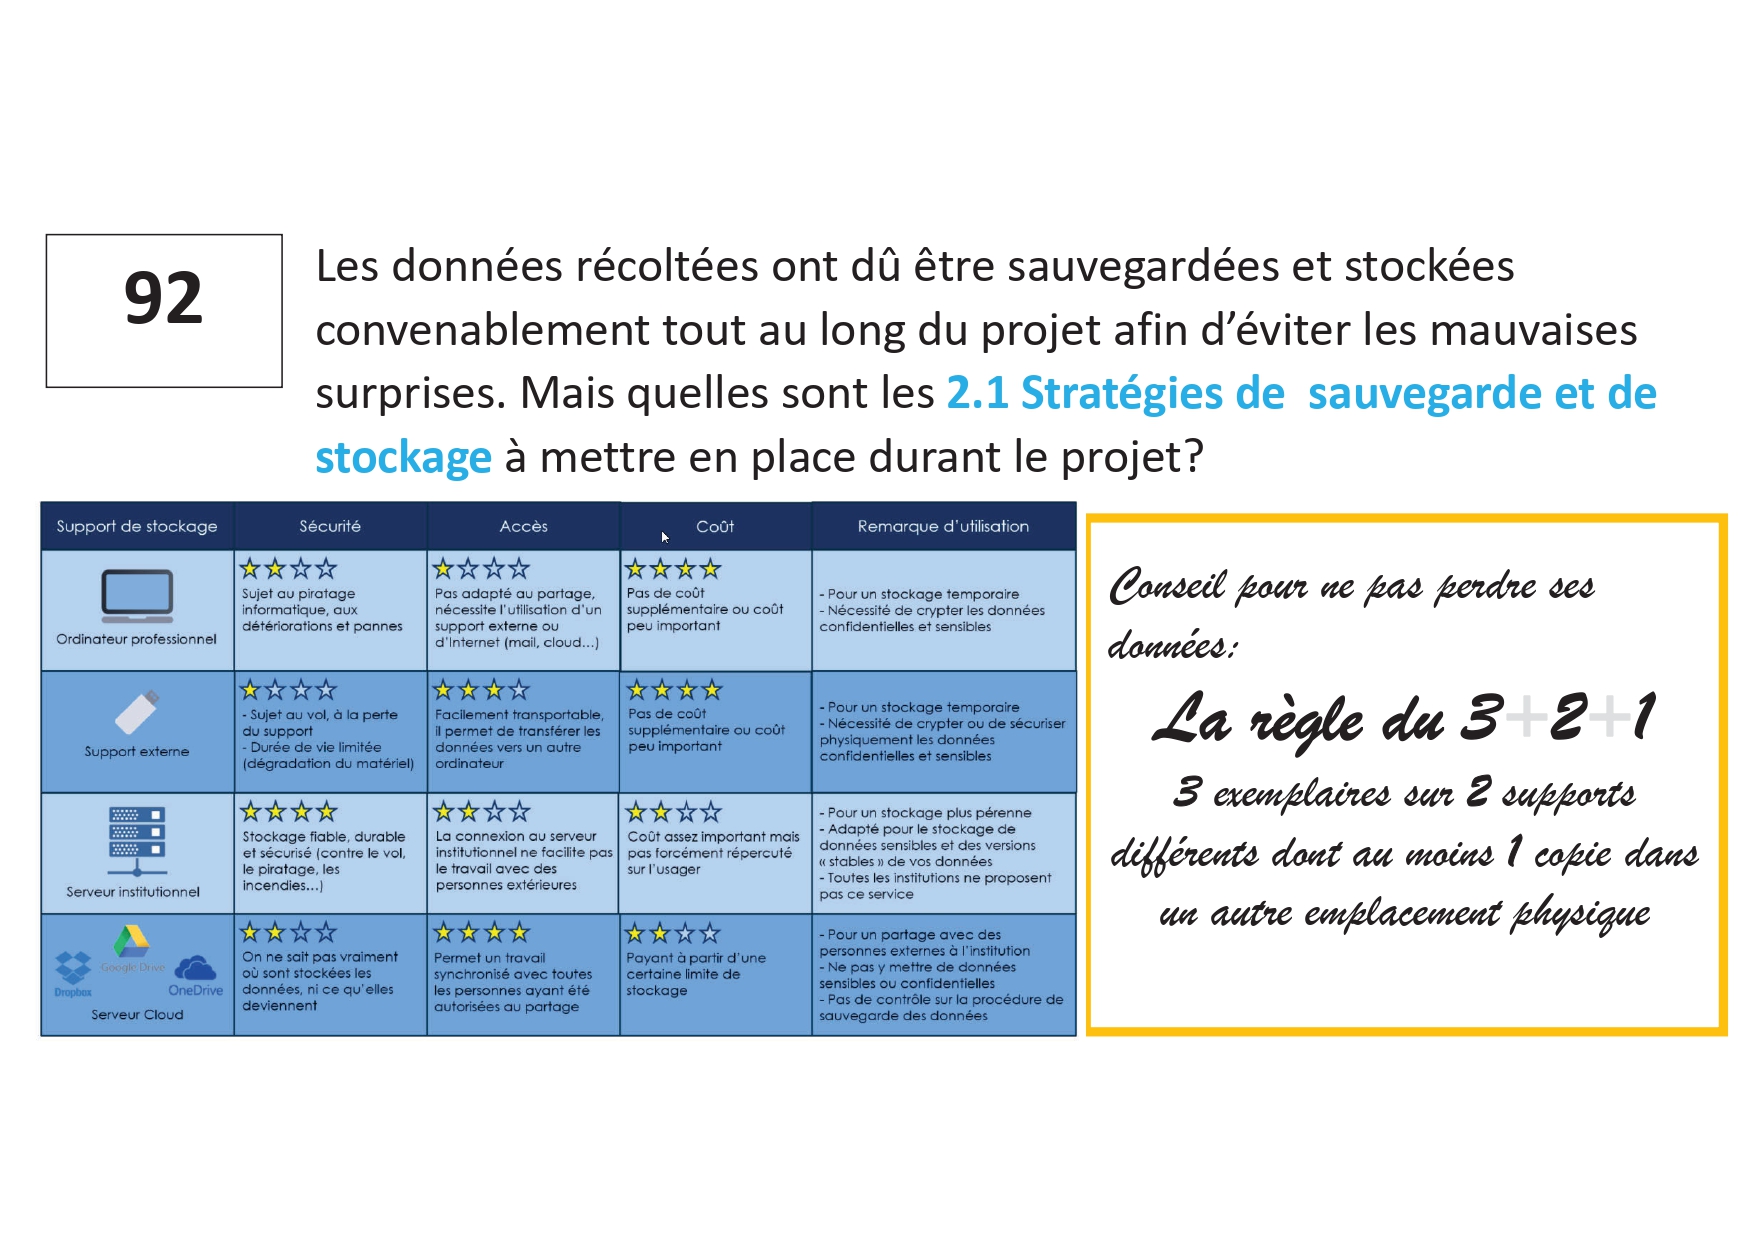 92
Les données récoltées ont dû être sauvegardées et stockées
convenablement tout au long du projet afin d’éviter les mauvaises
surprises. Mais quelles sont les 2.1 Stratégies de sauvegarde et de
stockage à mettre en place durant le projet?
Support de stockage
Sécurité
Accès
Coût
Remarque d’utilisation
Ordinateur professionnel
Sujet au piratage
informatique, aux
détériorations et pannes
Pas adapté au partage,
nécessite l’utilisation d’un
support externe ou
d’Internet (mail, cloud...)
Pas de coût
supplémentaire ou coût
peu important
- Pour un stockage temporaire
- Nécessité de crypter les données
confidentielles et sensibles
Support externe
- Sujet au vol, à la perte
du support
- Durée de vie limitée
(dégradation du matériel)
Facilement transportable,
il permet de transférer les
données vers un autre
ordinateur
Pas de coût
supplémentaire ou coût
peu important
- Pour un stockage temporaire
- Nécessité de crypter ou de sécuriser
physiquement les données
confidentielles et sensibles
Serveur institutionnel
Stockage fiable, durable
et sécurisé (contre le vol,
le piratage, les
incendies...)
La connexion au serveur
institutionnel ne facilite pas
le travail avec des
personnes extérieures
Coût assez important mais
pas forcément répercuté
sur l’usager
- Pour un stockage plus pérenne
- Adapté pour le stockage de
données sensibles et des versions
« stables » de vos données
- Toutes les institutions ne proposent
pas ce service
Dropbox
Google Drive
OneDrive
Serveur Cloud
On ne sait pas vraiment
où sont stockées les
données, ni ce qu’elles
deviennent
Permet un travail
synchronisé avec toutes
les personnes ayant été
autorisées au partage
Payant à partir d’une
certaine limite de
stockage
- Pour un partage avec des
personnes externes à l’institution
- Ne pas y mettre de données
sensibles ou confidentielles
- Pas de contrôle sur la procédure de
sauvegarde des données
Conseil pour ne pas perdre ses
données:
La règle du 3+2+1
3 exemplaires sur 2 supports
différents dont au moins 1 copie dans
un autre emplacement physique